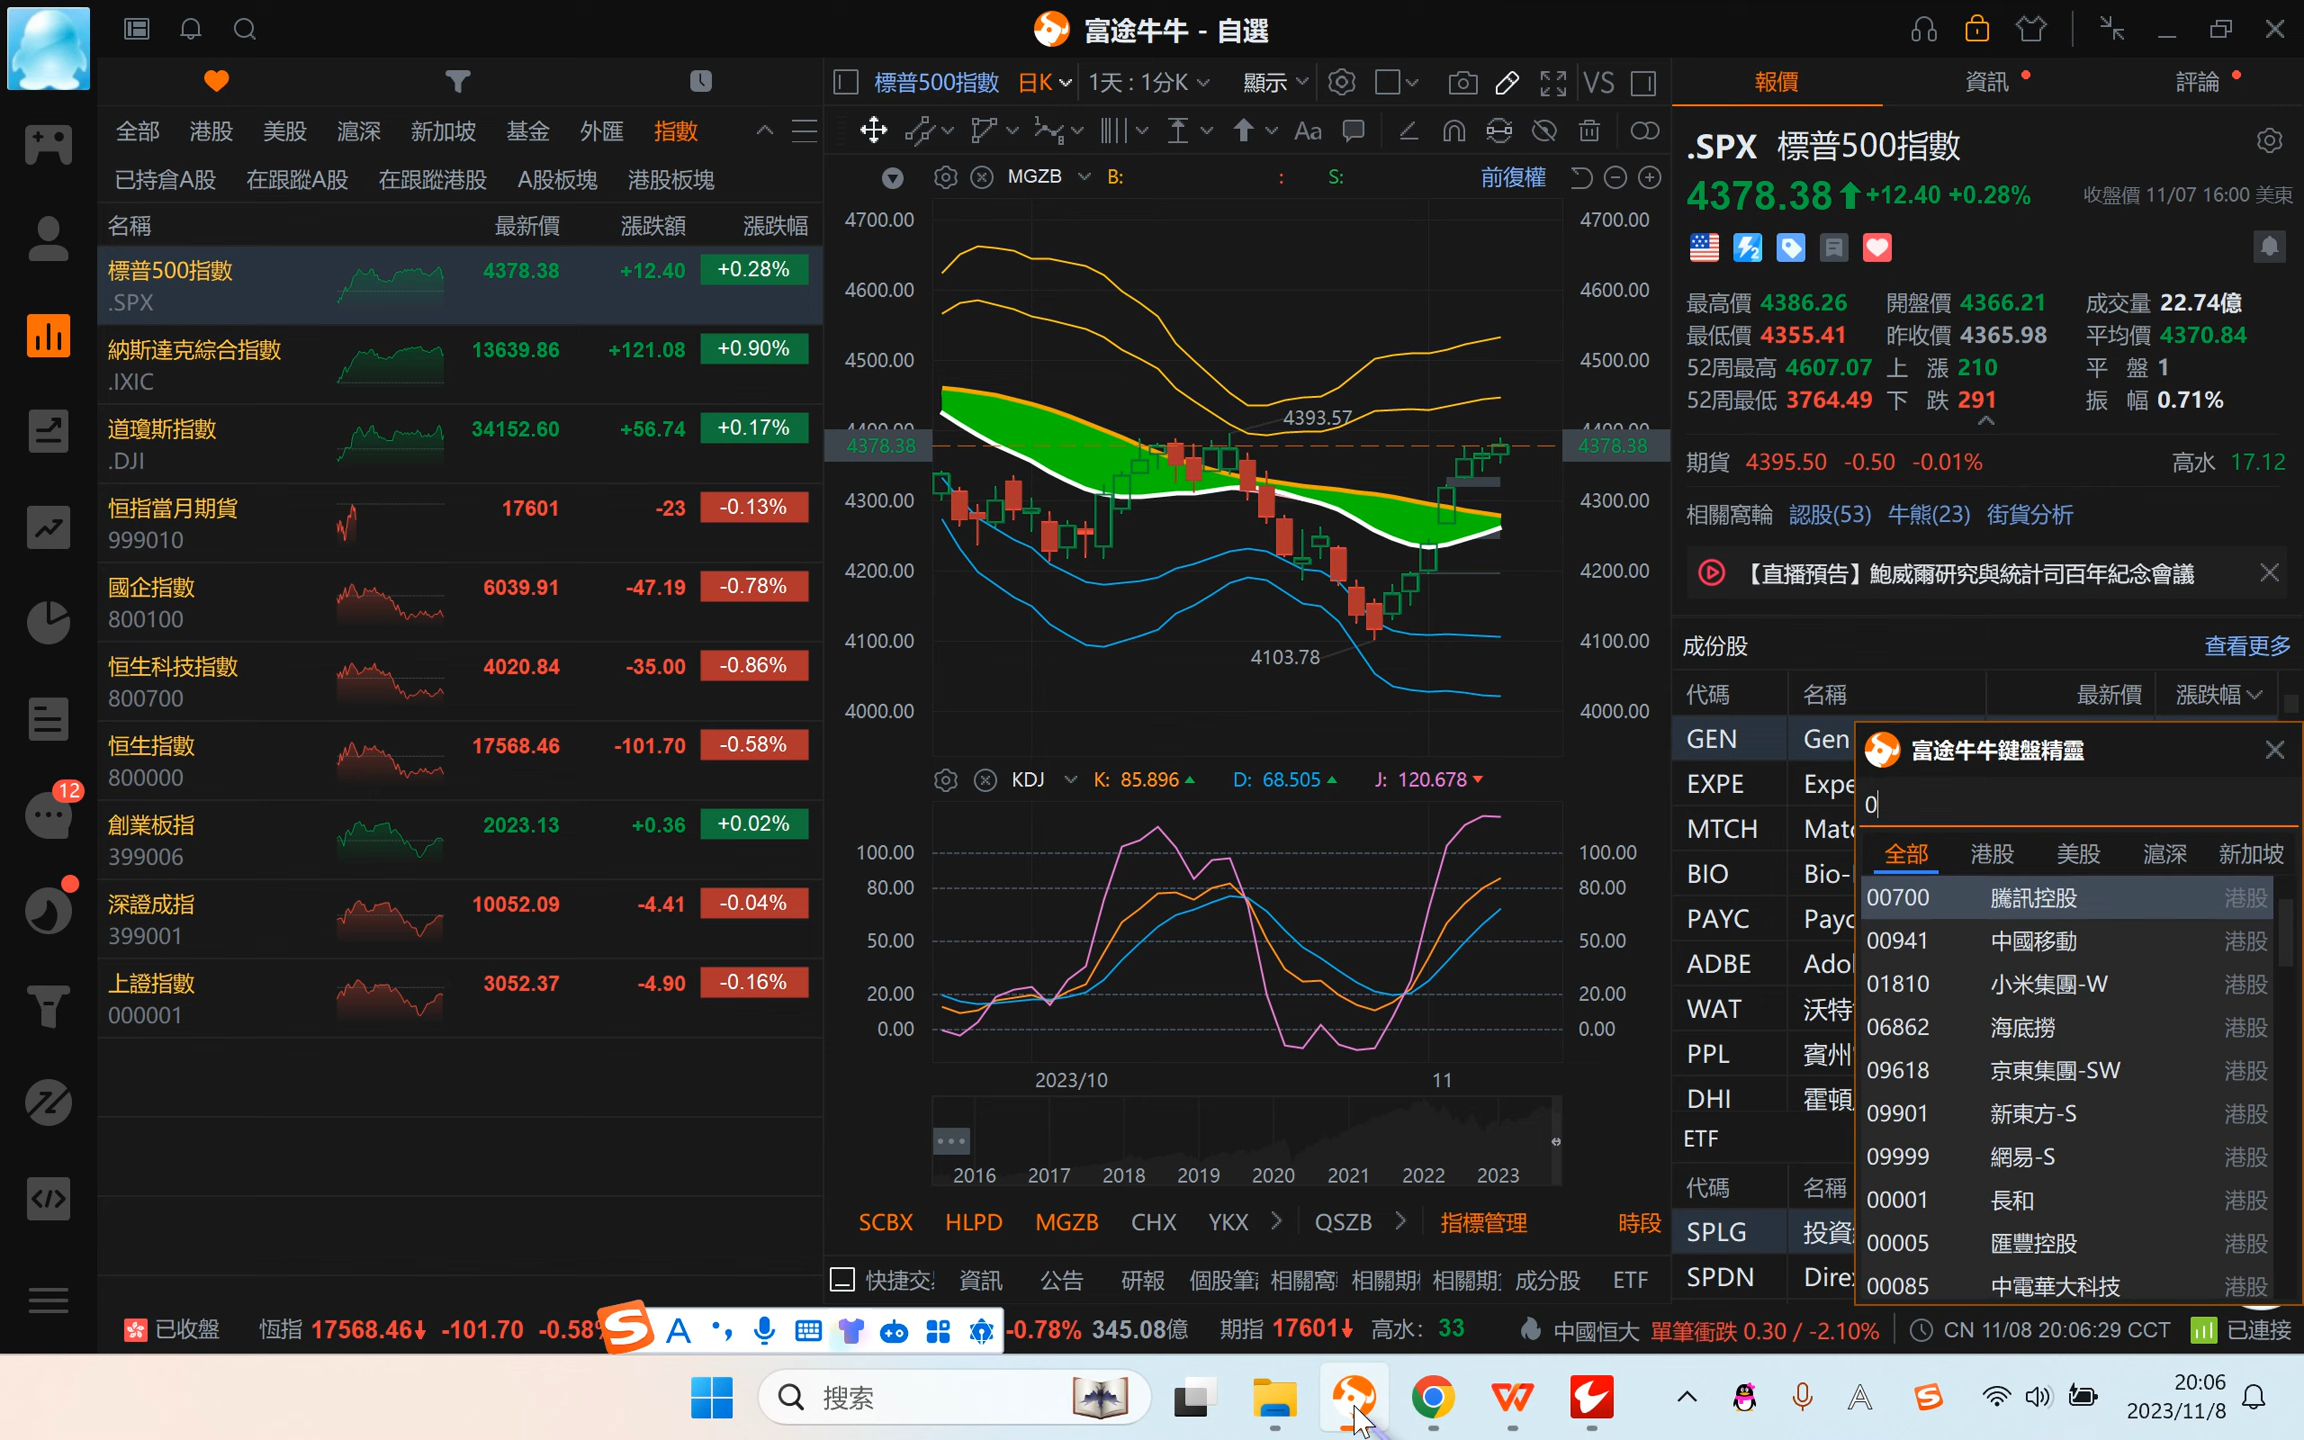 富途牛牛 - 自選
全部 港股 美股 滬深 新加坡 基金 外匯 指數
已持倉A股 在跟蹤A股 在跟蹤港股 A股板塊 港股板塊
名稱 最新價 漲跌額 漲跌幅
標普500指數 4378.38 +12.40 +0.28%
.SPX
納斯達克綜合指數 13639.86 +121.08 +0.90%
.IXIC
道瓊斯指數 34152.60 +56.74 +0.17%
.DJI
恒指當月期貨 17601 -23 -0.13%
999010
國企指數 6039.91 -47.19 -0.78%
800100
恒生科技指數 4020.84 -35.00 -0.86%
800700
恒生指數 17568.46 -101.70 -0.58%
800000
創業板指 2023.13 +0.36 +0.02%
399006
深證成指 10052.09 -4.41 -0.04%
399001
上證指數 3052.37 -4.90 -0.16%
000001
12
標普500指數 日K 1天 : 1分K 顯示 VS
Aa
MGZB B: : S: 前復權
4700.00 4700.00
4600.00 4600.00
4500.00 4500.00
4393.57
4378.38 4378.38
4300.00 4300.00
4200.00 4200.00
4100.00 4100.00
4103.78
4000.00 4000.00
KDJ K: 85.896 D: 68.505 J: 120.678
100.00 100.00
80.00 80.00
50.00 50.00
20.00 20.00
0.00 0.00
2023/10 11
2016 2017 2018 2019 2020 2021 2022 2023
SCBX HLPD MGZB CHX YKX QSZB 指標管理 時段
快捷交 資訊 公告 研報 個股筆 相關窩 相關期 相關期 成分股 ETF
報價 資訊 評論
.SPX 標普500指數
4378.38 +12.40 +0.28% 收盤價 11/07 16:00 美東
最高價 4386.26 開盤價 4366.21 成交量 22.74億
最低價 4355.41 昨收價 4365.98 平均價 4370.84
52周最高 4607.07 上 漲 210 平 盤 1
52周最低 3764.49 下 跌 291 振 幅 0.71%
期貨 4395.50 -0.50 -0.01% 高水 17.12
相關窩輪 認股(53) 牛熊(23) 街貨分析
【直播預告】鮑威爾研究與統計司百年紀念會議
成份股 查看更多
代碼 名稱 最新價 漲跌幅
GEN Gen
EXPE Expe
MTCH Matc
BIO Bio-
PAYC Payc
ADBE Ado
WAT 沃特
PPL 賓州
DHI 霍頓
ETF
代碼 名稱
SPLG 投資
SPDN Dire
富途牛牛鍵盤精靈
0
全部 港股 美股 滬深 新加坡
00700 騰訊控股 港股
00941 中國移動 港股
01810 小米集團-W 港股
06862 海底撈 港股
09618 京東集團-SW 港股
09901 新東方-S 港股
09999 網易-S 港股
00001 長和 港股
00005 匯豐控股 港股
00085 中電華大科技 港股
已收盤 恆指 17568.46 -101.70 -0.58% -0.78% 345.08億 期指 17601 高水: 33 中國恒大 單筆衝跌 0.30 / -2.10% CN 11/08 20:06:29 CCT 已連接
搜索
20:06
2023/11/8